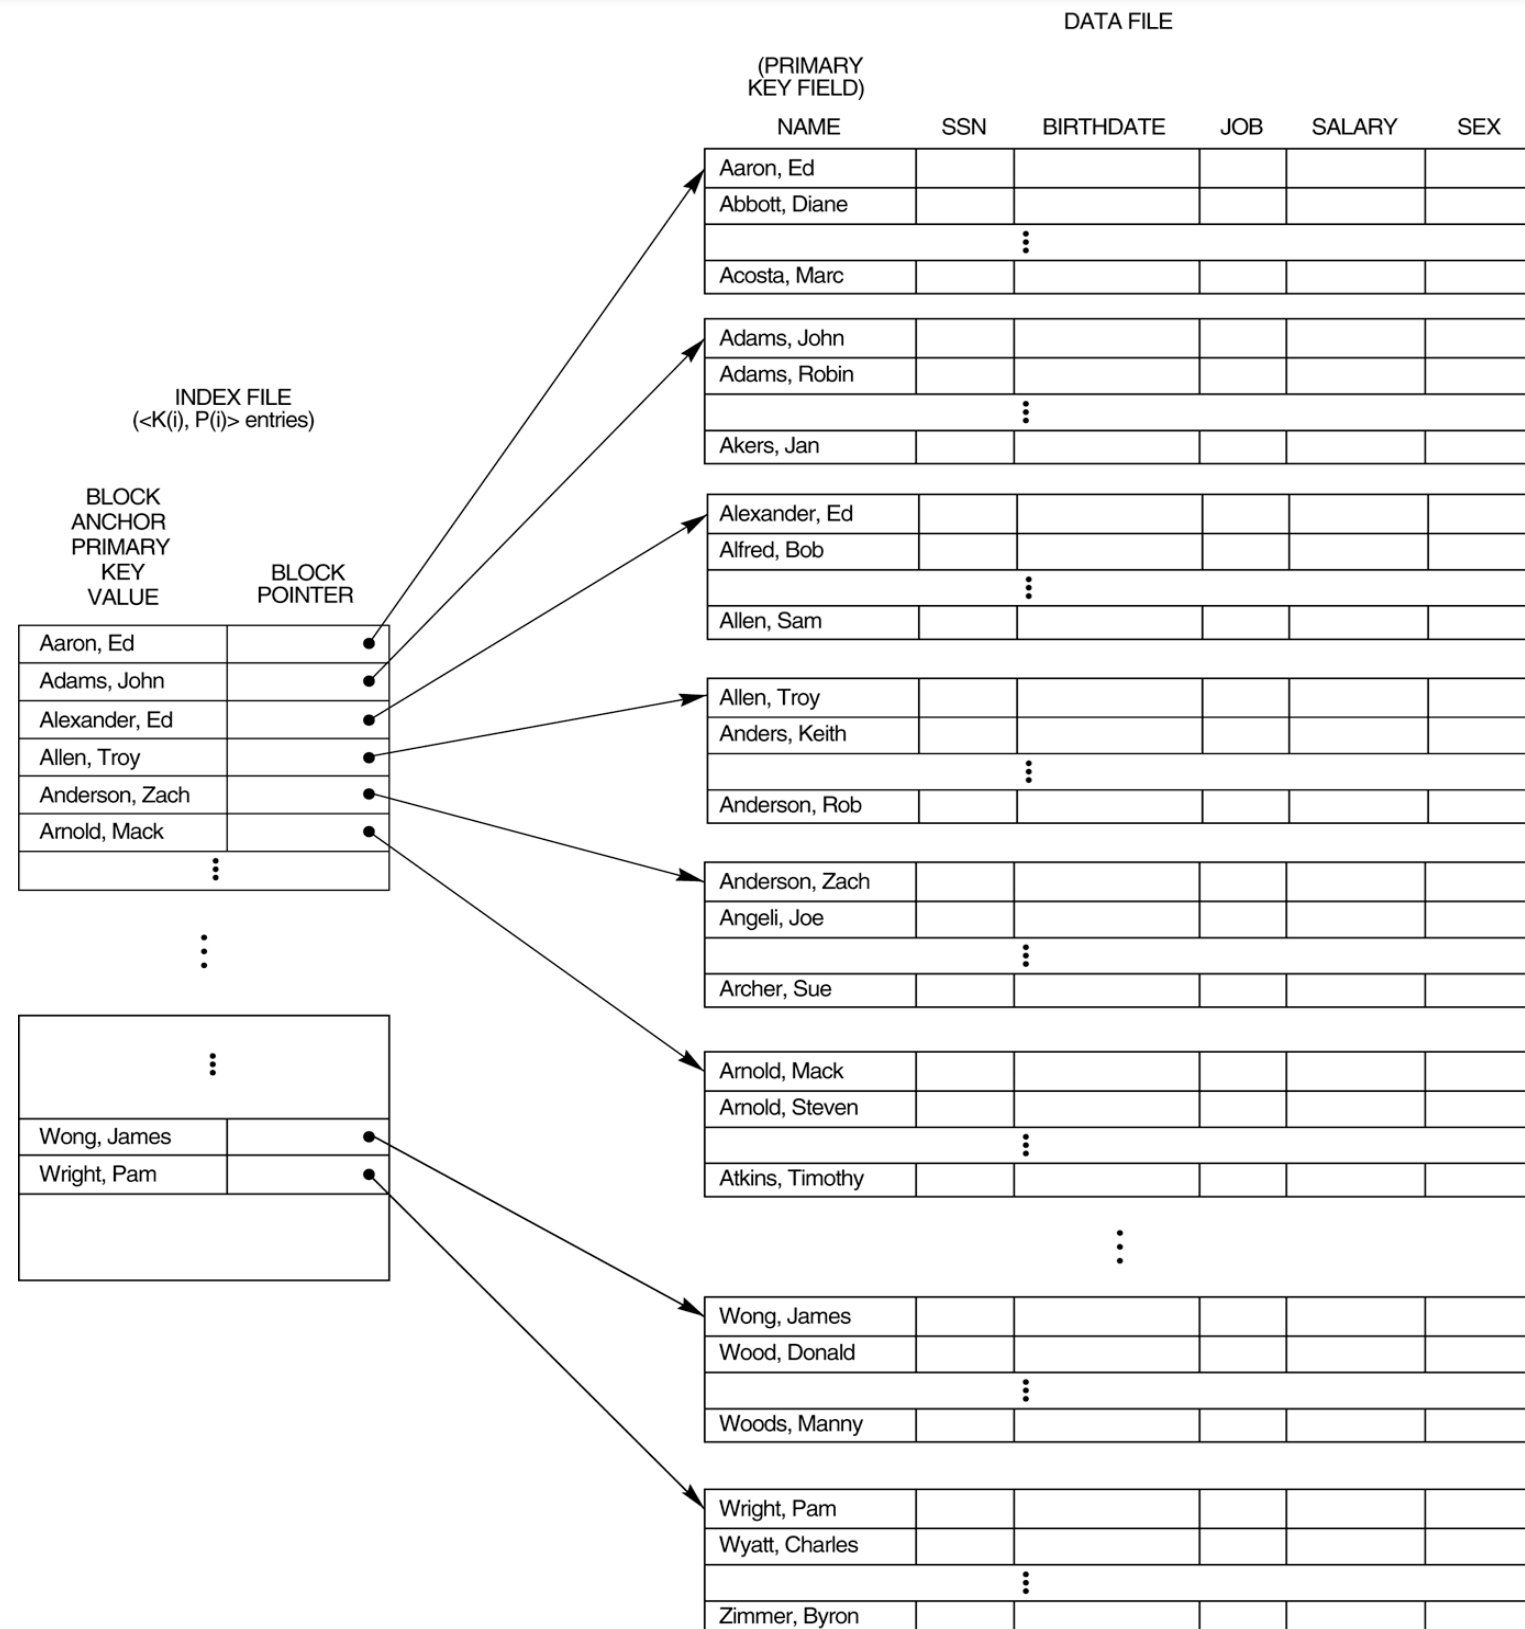 DATA FILE
(PRIMARY
KEY FIELD)
NAME SSN BIRTHDATE JOB SALARY SEX
Aaron, Ed
Abbott, Diane
Acosta, Marc
Adams, John
Adams, Robin
Akers, Jan
INDEX FILE
(<K(i), P(i)> entries)
BLOCK
ANCHOR
PRIMARY
KEY
VALUE
BLOCK
POINTER
Aaron, Ed
Adams, John
Alexander, Ed
Allen, Troy
Anderson, Zach
Arnold, Mack
Wong, James
Wright, Pam
Alexander, Ed
Alfred, Bob
Allen, Sam
Allen, Troy
Anders, Keith
Anderson, Rob
Anderson, Zach
Angeli, Joe
Archer, Sue
Arnold, Mack
Arnold, Steven
Atkins, Timothy
Wong, James
Wood, Donald
Woods, Manny
Wright, Pam
Wyatt, Charles
Zimmer, Byron